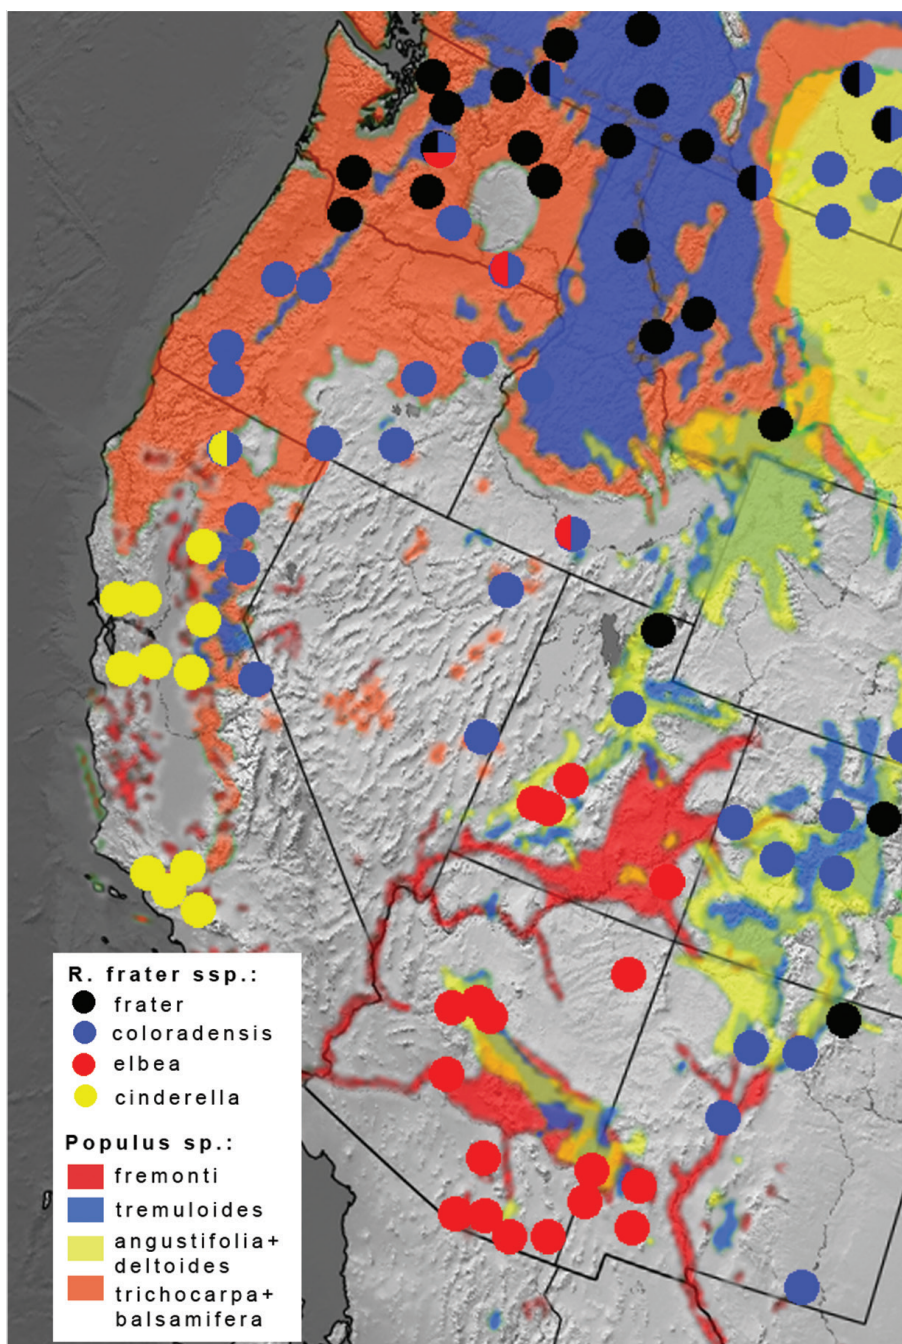 R. frater ssp.:
frater
coloradensis
elbea
cinderella
Populus sp.:
fremonti
tremuloides
angustifolia+
deltoides
trichocarpa+
balsamifera